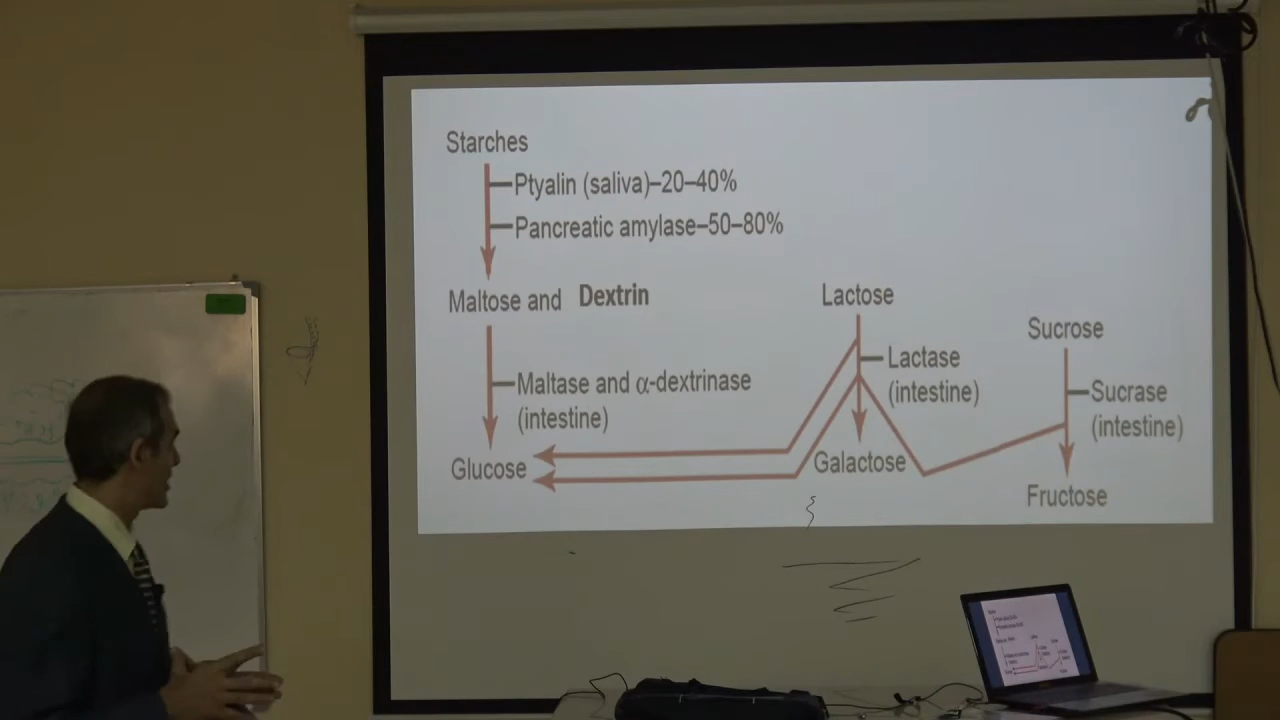 Starches
Ptyalin (saliva)–20–40%
Pancreatic amylase–50–80%
Maltose and Dextrin
Maltase and α-dextrinase
(intestine)
Glucose
Lactose
Lactase
(intestine)
Galactose
Sucrose
Sucrase
(intestine)
Fructose